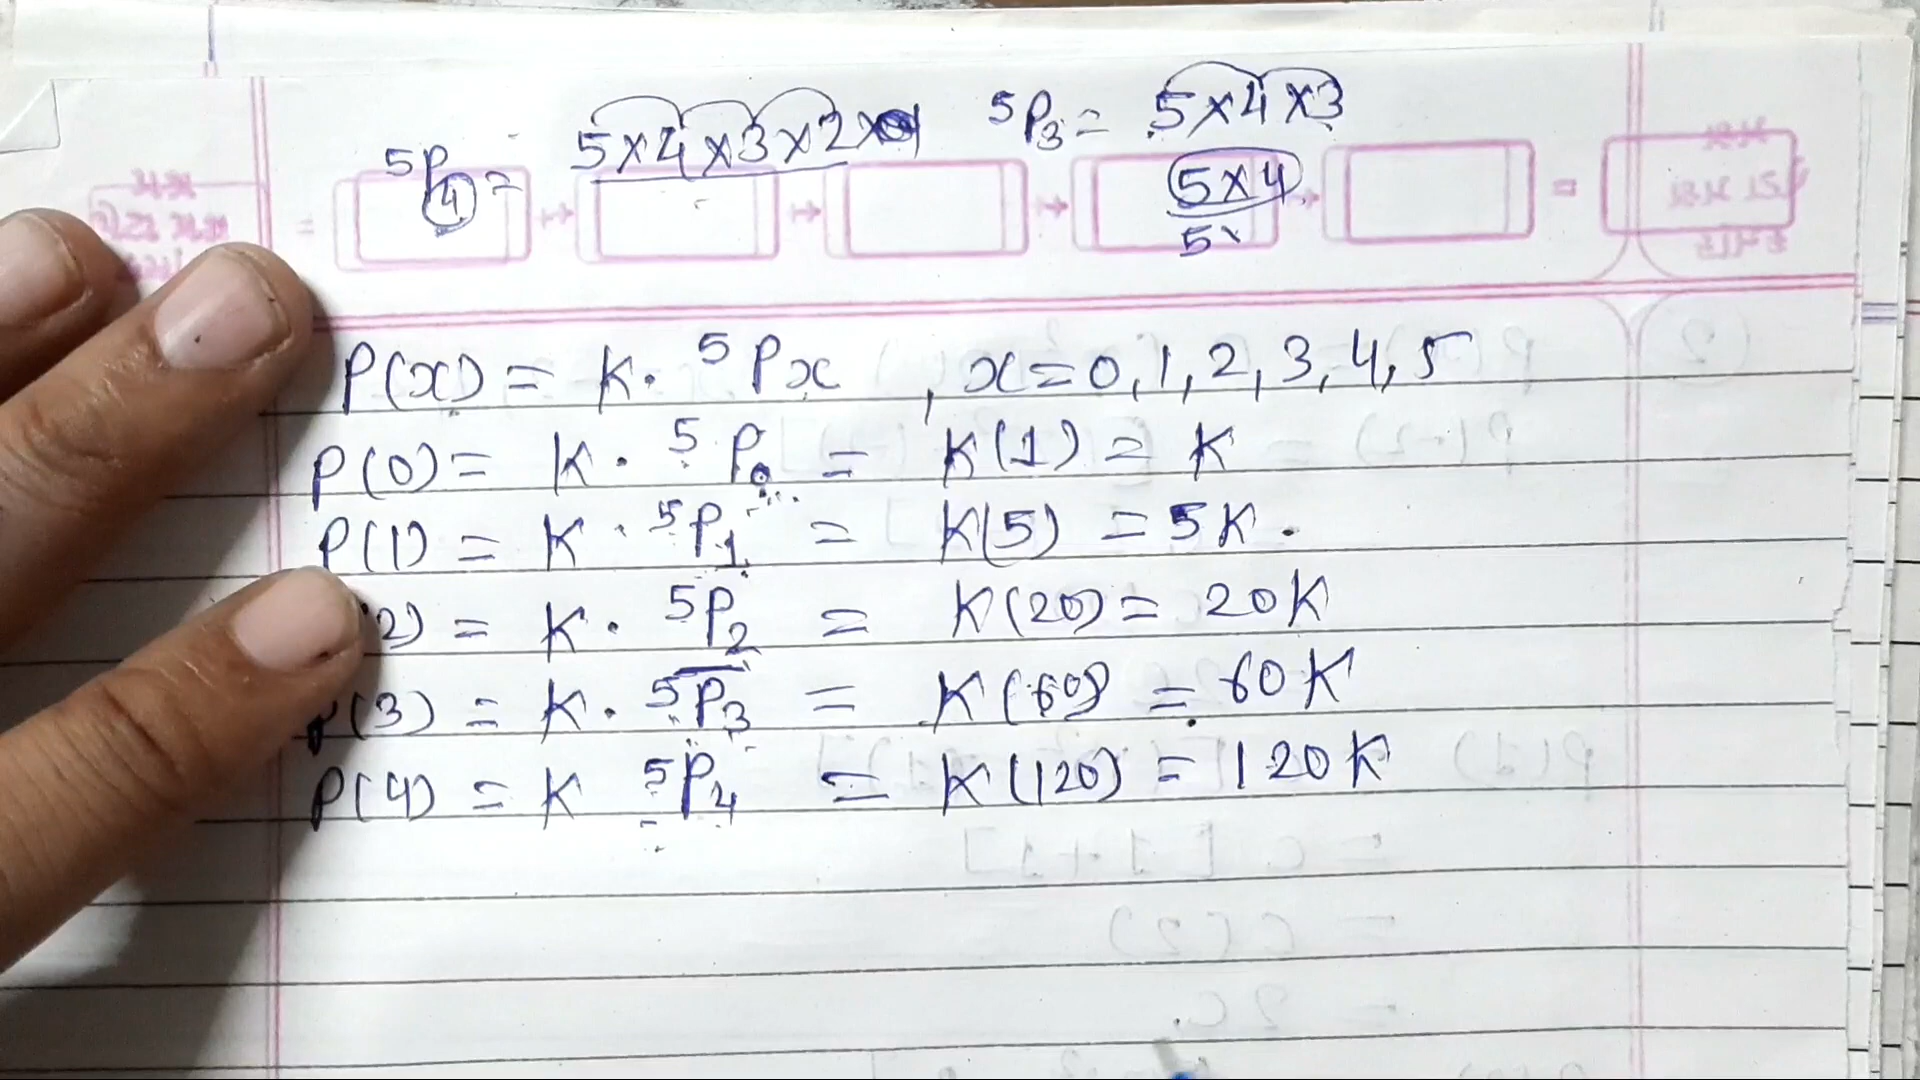 ⁵P₄ = 5×4×3×2×1
⁵P₃ = 5×4×3
5×4
5×
P(x) = K. ⁵Px , x=0,1,2,3,4,5
P(0) = K. ⁵P₀ = K(1) = K
P(1) = K. ⁵P₁ = K(5) = 5K.
2) = K. ⁵P₂ = K(20) = 20K
P(3) = K. ⁵P₃ = K(60) = 60K
P(4) = K ⁵P₄ = K(120) = 120K